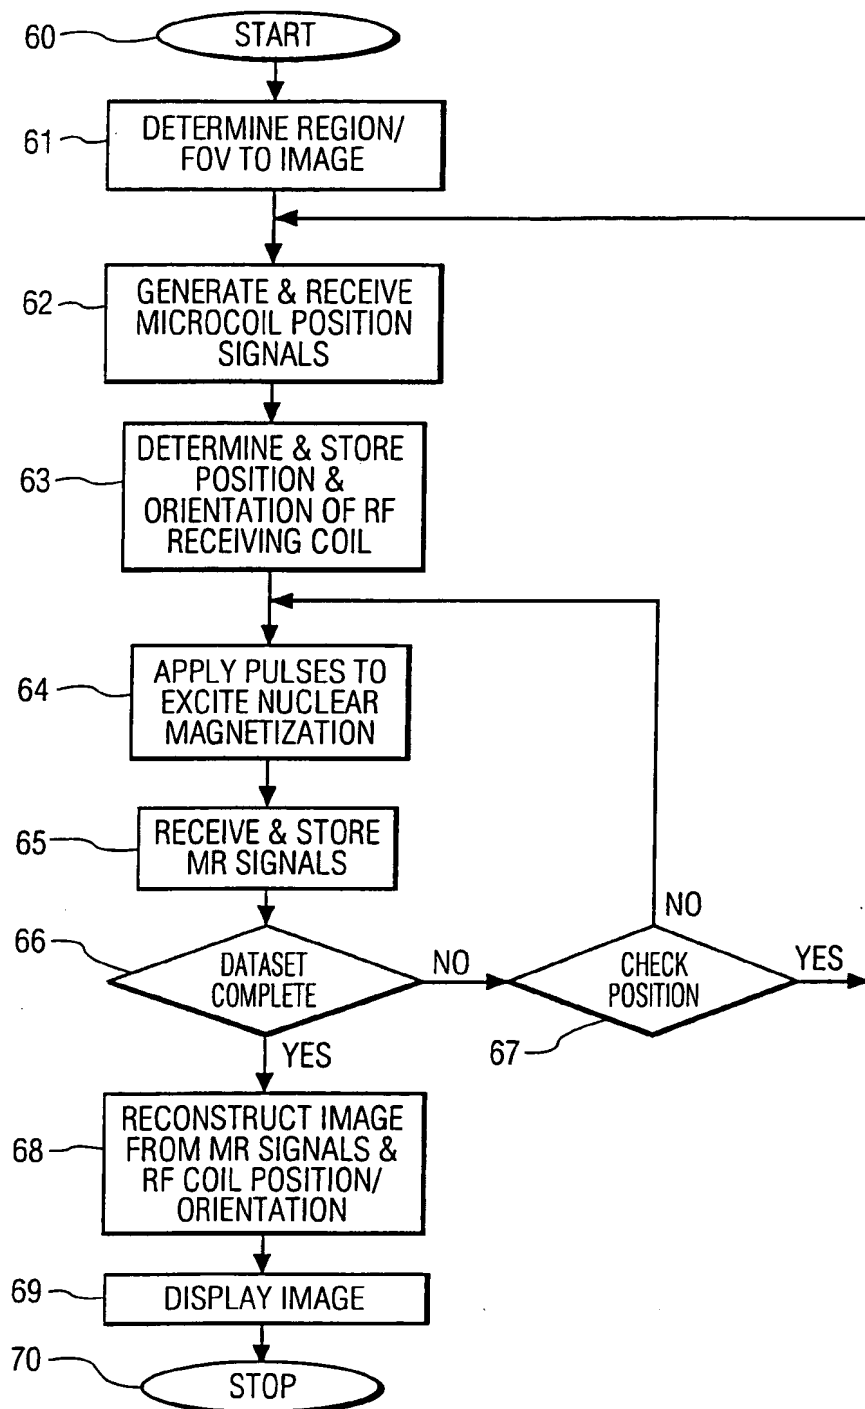 60
START
61
DETERMINE REGION/
FOV TO IMAGE
62
GENERATE & RECEIVE
MICROCOIL POSITION
SIGNALS
63
DETERMINE & STORE
POSITION &
ORIENTATION OF RF
RECEIVING COIL
64
APPLY PULSES TO
EXCITE NUCLEAR
MAGNETIZATION
65
RECEIVE & STORE
MR SIGNALS
66
DATASET
COMPLETE
NO
CHECK
POSITION
67
NO
YES
YES
68
RECONSTRUCT IMAGE
FROM MR SIGNALS &
RF COIL POSITION/
ORIENTATION
69
DISPLAY IMAGE
70
STOP